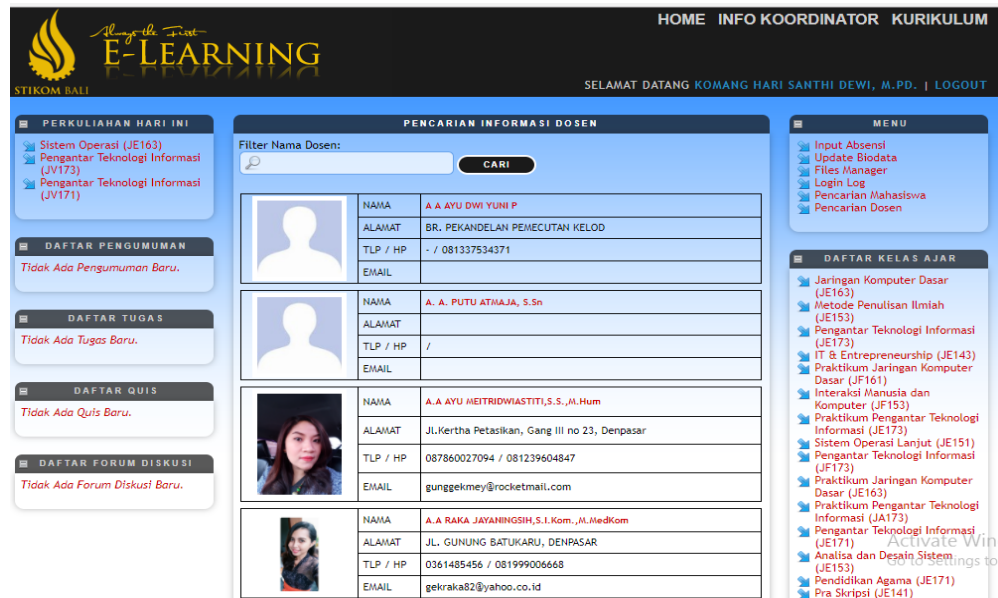 HOME INFO KOORDINATOR KURIKULUM
Always the First
E-LEARNING
STIKOM BALI
SELAMAT DATANG KOMANG HARI SANTHI DEWI, M.PD. | LOGOUT
PERKULIAHAN HARI INI
Sistem Operasi (JE163)
Pengantar Teknologi Informasi
(JV173)
Pengantar Teknologi Informasi
(JV171)
DAFTAR PENGUMUMAN
Tidak Ada Pengumuman Baru.
DAFTAR TUGAS
Tidak Ada Tugas Baru.
DAFTAR QUIS
Tidak Ada Quis Baru.
DAFTAR FORUM DISKUSI
Tidak Ada Forum Diskusi Baru.
PENCARIAN INFORMASI DOSEN
Filter Nama Dosen:
CARI
NAMA A A AYU DWI YUNI P
ALAMAT BR. PEKANDELAN PEMECUTAN KELOD
TLP / HP - / 081337534371
EMAIL
NAMA A. A. PUTU ATMAJA, S.Sn
ALAMAT
TLP / HP /
EMAIL
NAMA A.A AYU MEITRIDWIASTITI,S.S.,M.Hum
ALAMAT Jl.Kertha Petasikan, Gang III no 23, Denpasar
TLP / HP 087860027094 / 081239604847
EMAIL gunggekmey@rocketmail.com
NAMA A.A RAKA JAYANINGSIH,S.I.Kom.,M.MedKom
ALAMAT JL. GUNUNG BATUKARU, DENPASAR
TLP / HP 0361485456 / 081999006668
EMAIL gekraka82@yahoo.co.id
MENU
Input Absensi
Update Biodata
Files Manager
Login Log
Pencarian Mahasiswa
Pencarian Dosen
DAFTAR KELAS AJAR
Jaringan Komputer Dasar
(JE163)
Metode Penulisan Ilmiah
(JE153)
Pengantar Teknologi Informasi
(JE173)
IT & Entrepreneurship (JE143)
Praktikum Jaringan Komputer
Dasar (JF161)
Interaksi Manusia dan
Komputer (JF153)
Praktikum Pengantar Teknologi
Informasi (JE173)
Sistem Operasi Lanjut (JE151)
Pengantar Teknologi Informasi
(JF173)
Praktikum Jaringan Komputer
Dasar (JE163)
Praktikum Pengantar Teknologi
Informasi (JA173)
Pengantar Teknologi Informasi
(JE171)
Analisa dan Desain Sistem
(JE153)
Pendidikan Agama (JE171)
Pra Skripsi (JE141)
Activate Win
Go to Settings to